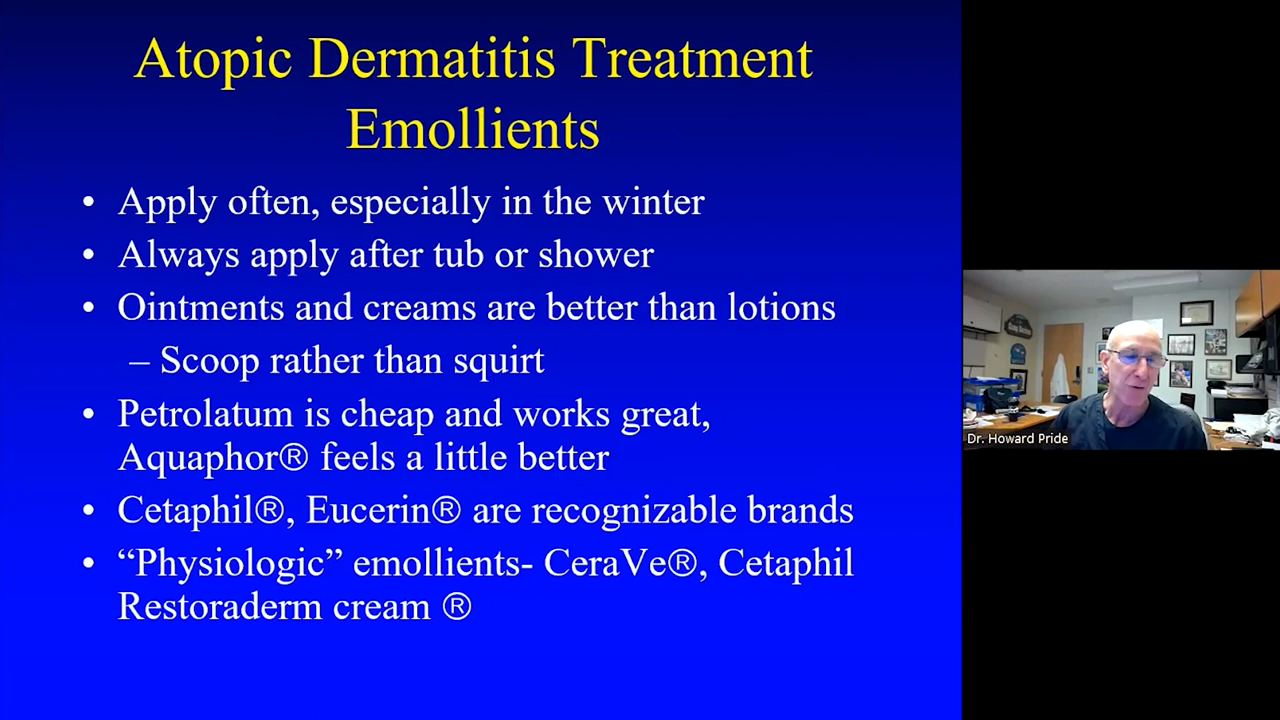 Atopic Dermatitis Treatment
Emollients
• Apply often, especially in the winter
• Always apply after tub or shower
• Ointments and creams are better than lotions
– Scoop rather than squirt
• Petrolatum is cheap and works great,
Aquaphor® feels a little better
• Cetaphil®, Eucerin® are recognizable brands
• “Physiologic” emollients- CeraVe®, Cetaphil
Restoraderm cream ®
Dr. Howard Pride